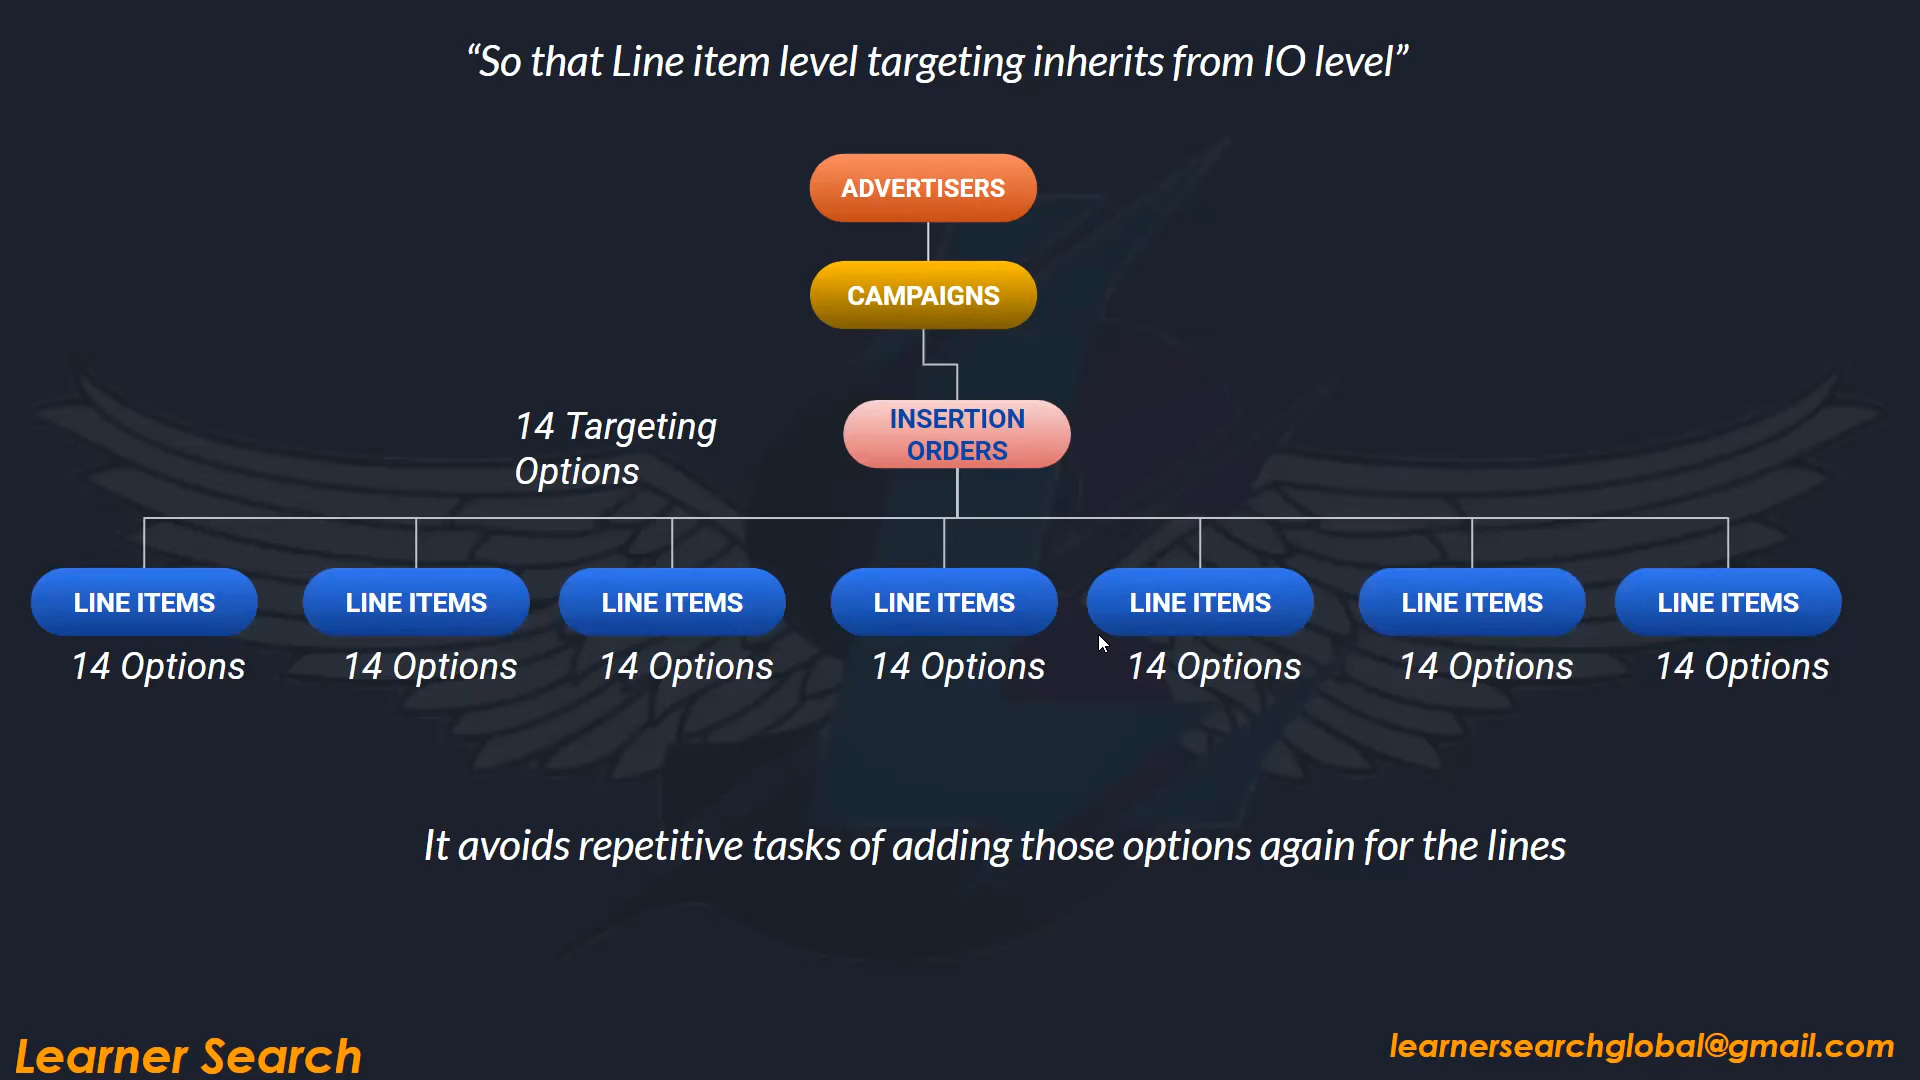 “So that Line item level targeting inherits from IO level”
ADVERTISERS
CAMPAIGNS
14 Targeting
Options
INSERTION
ORDERS
LINE ITEMS
LINE ITEMS
LINE ITEMS
LINE ITEMS
LINE ITEMS
LINE ITEMS
LINE ITEMS
14 Options
14 Options
14 Options
14 Options
14 Options
14 Options
14 Options
It avoids repetitive tasks of adding those options again for the lines
Learner Search
learnersearchglobal@gmail.com